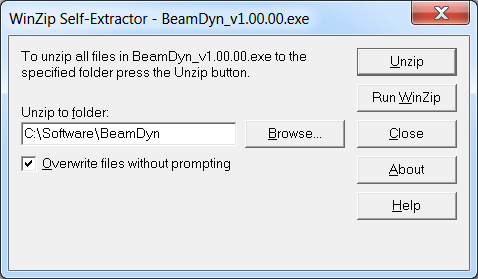 WinZip Self-Extractor - BeamDyn_v1.00.00.exe
To unzip all files in BeamDyn_v1.00.00.exe to the
specified folder press the Unzip button.
Unzip
Run WinZip
Unzip to folder:
C:\Software\BeamDyn
Browse...
Close
Overwrite files without prompting
About
Help